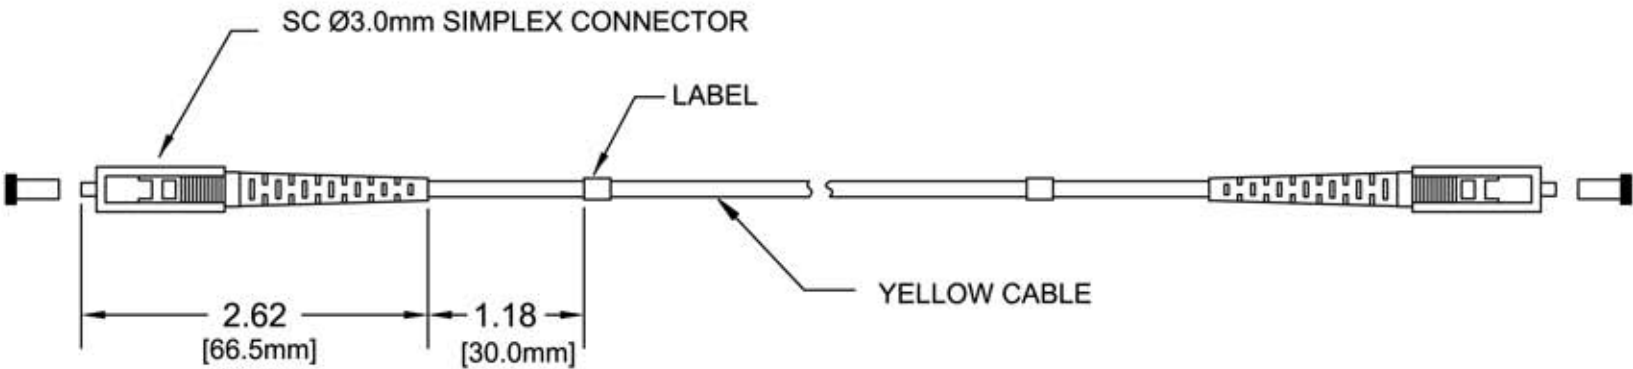 SC Ø3.0mm SIMPLEX CONNECTOR
LABEL
YELLOW CABLE
2.62
[66.5mm]
1.18
[30.0mm]